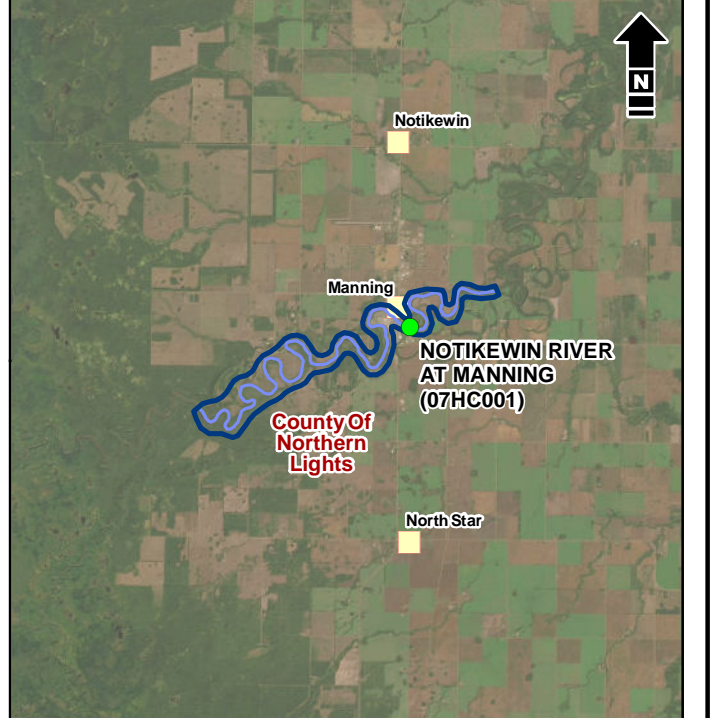 N
Notikewin
Manning
NOTIKEWIN RIVER
AT MANNING
(07HC001)
County Of
Northern
Lights
North Star